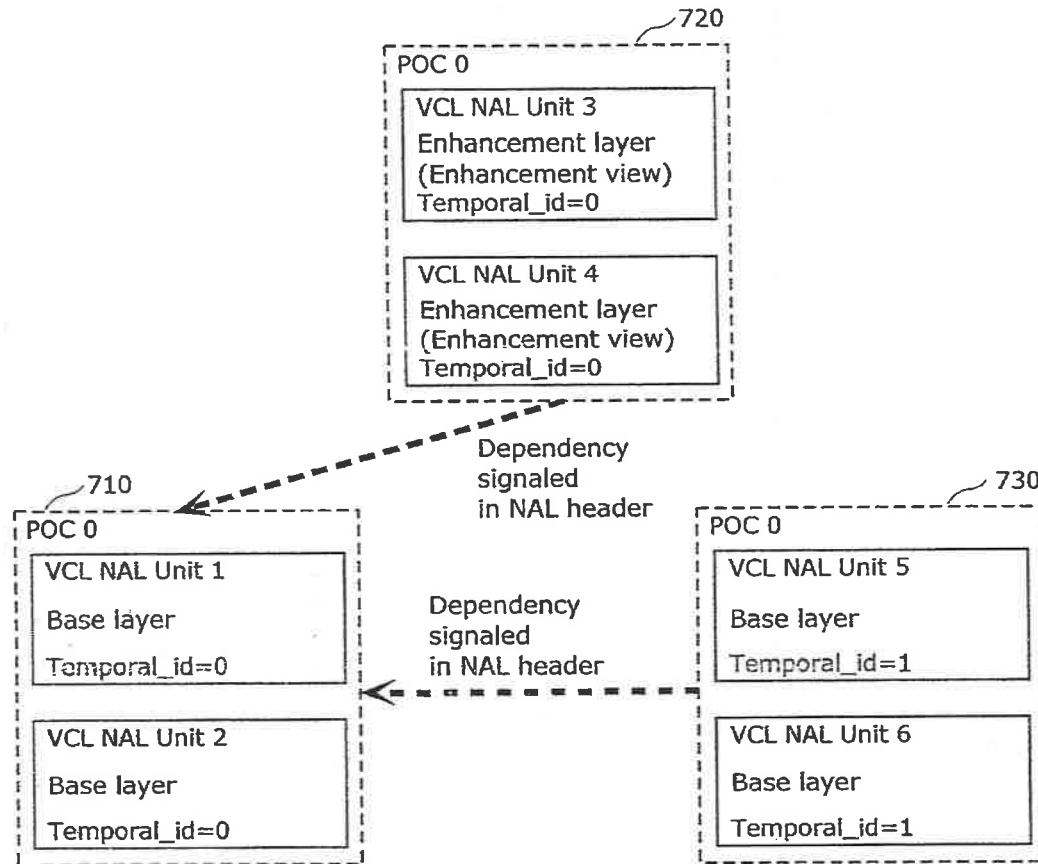 720
POC 0
VCL NAL Unit 3
Enhancement layer
(Enhancement view)
Temporal_id=0
VCL NAL Unit 4
Enhancement layer
(Enhancement view)
Temporal_id=0
Dependency
signaled
in NAL header
710
POC 0
VCL NAL Unit 1
Base layer
Temporal_id=0
VCL NAL Unit 2
Base layer
Temporal_id=0
Dependency
signaled
in NAL header
730
POC 0
VCL NAL Unit 5
Base layer
Temporal_id=1
VCL NAL Unit 6
Base layer
Temporal_id=1